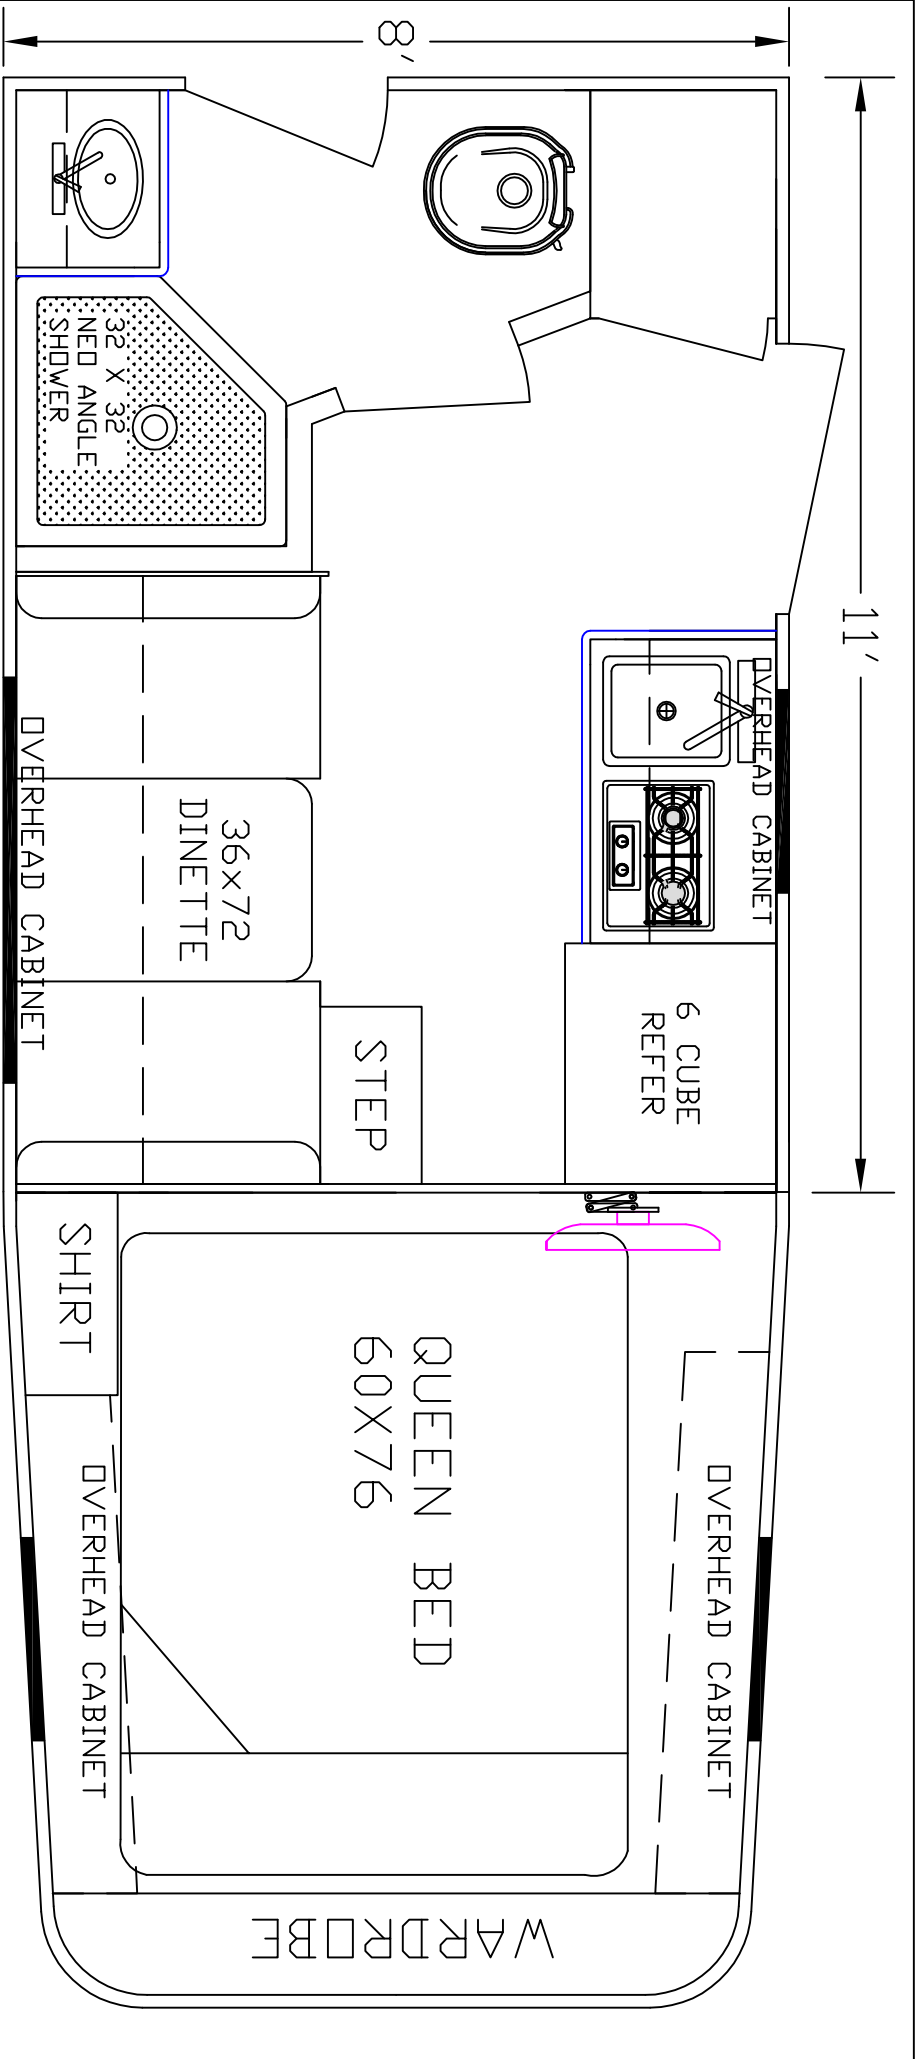 8'
11'
32 X 32
NEO ANGLE
SHOWER
OVERHEAD CABINET
36x72
DINETTE
OVERHEAD CABINET
6 CUBE
REFER
STEP
SHIRT
QUEEN BED
60X76
OVERHEAD CABINET
OVERHEAD CABINET
WARDROBE